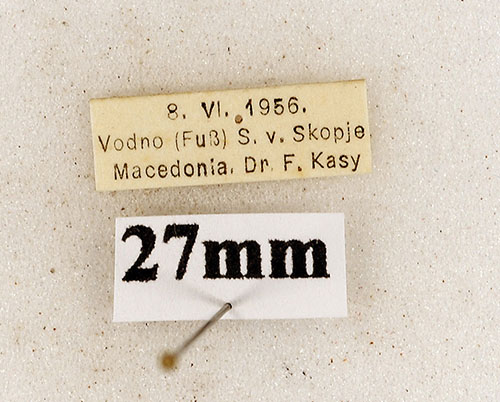 8. VI. 1956.
Vodno (Fuß) S. v. Skopje
Macedonia. Dr. F. Kasy
27mm